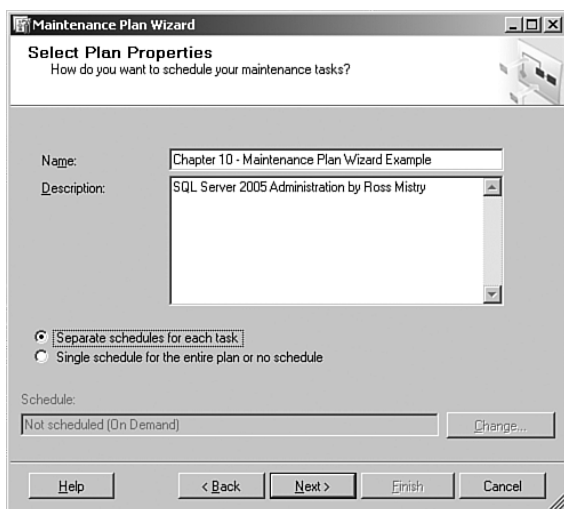 Maintenance Plan Wizard
Select Plan Properties
How do you want to schedule your maintenance tasks?
Name:
Chapter 10 - Maintenance Plan Wizard Example
Description:
SQL Server 2005 Administration by Ross Mistry
Separate schedules for each task
Single schedule for the entire plan or no schedule
Schedule:
Not scheduled (On Demand)
Change...
Help
< Back
Next >
Finish
Cancel